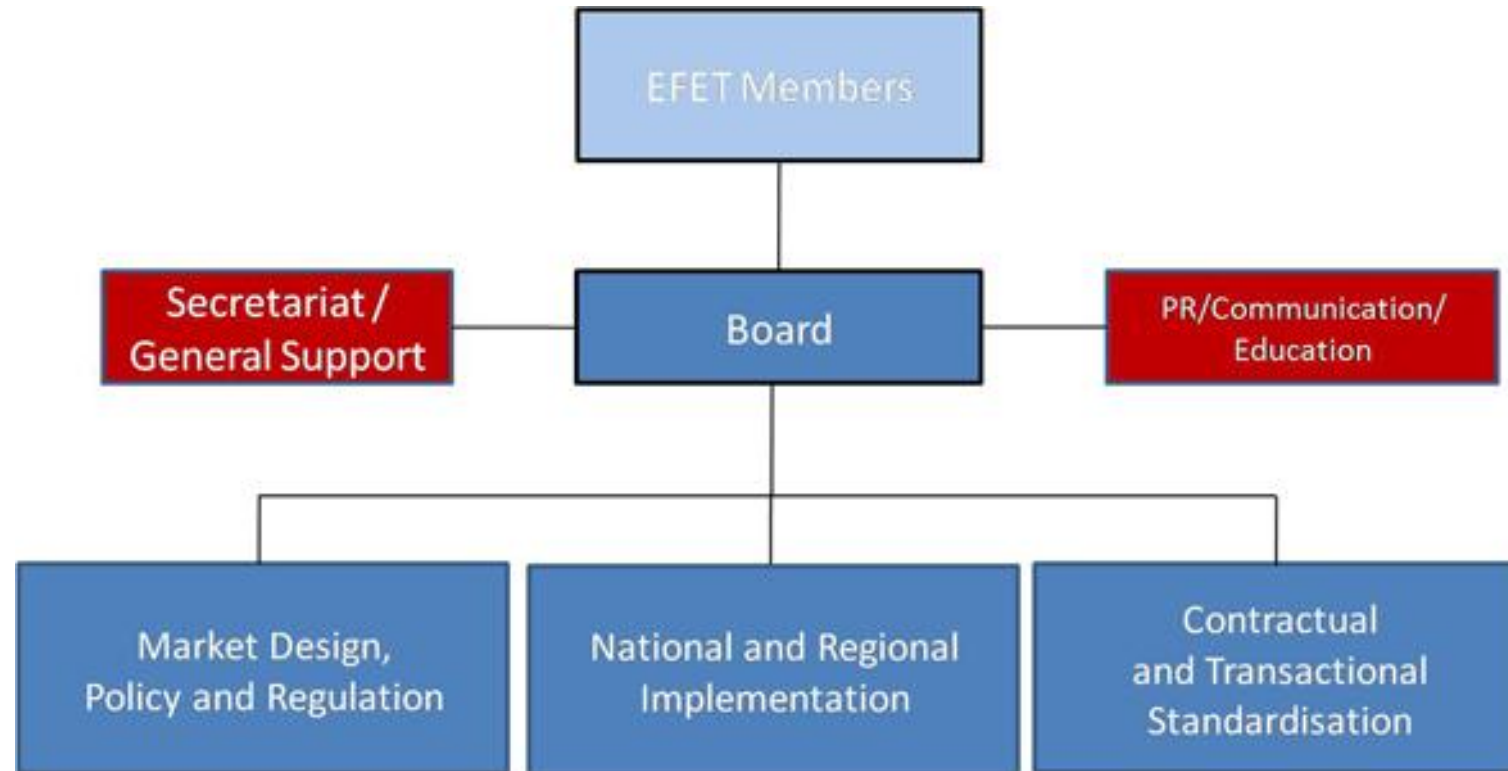 EFET Members
Secretariat /
General Support
Board
PR/Communication/
Education
Market Design,
Policy and Regulation
National and Regional
Implementation
Contractual
and Transactional
Standardisation